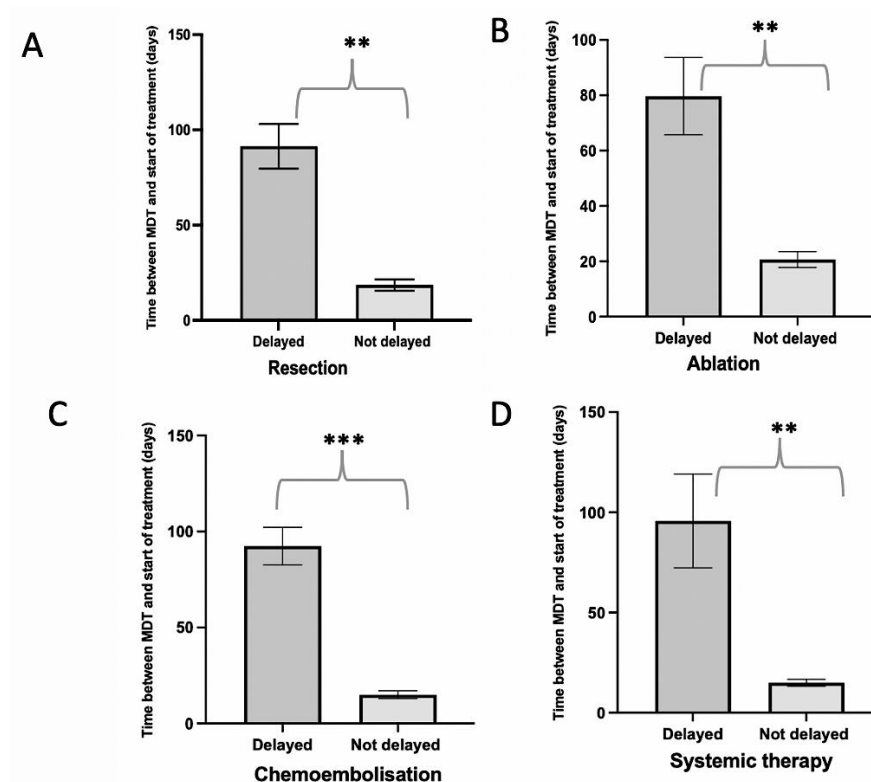 A
Time between MDT and start of treatment (days)
150
100
50
0
**
Delayed
Not delayed
Resection
B
Time between MDT and start of treatment (days)
100
80
60
40
20
0
**
Delayed
Not delayed
Ablation
C
Time between MDT and start of treatment (days)
150
100
50
0
***
Delayed
Not delayed
Chemoembolisation
D
Time between MDT and start of treatment (days)
150
100
50
0
**
Delayed
Not delayed
Systemic therapy